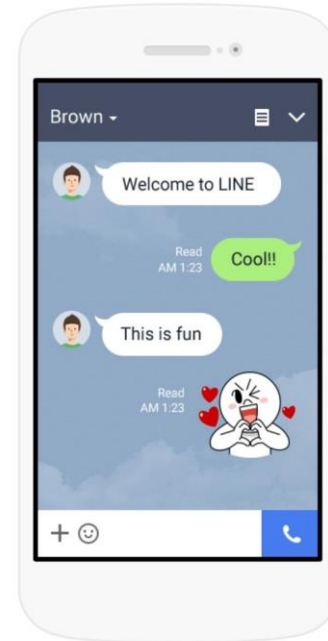 Brown
Welcome to LINE
Read
AM 1:23
Cool!!
This is fun
Read
AM 1:23